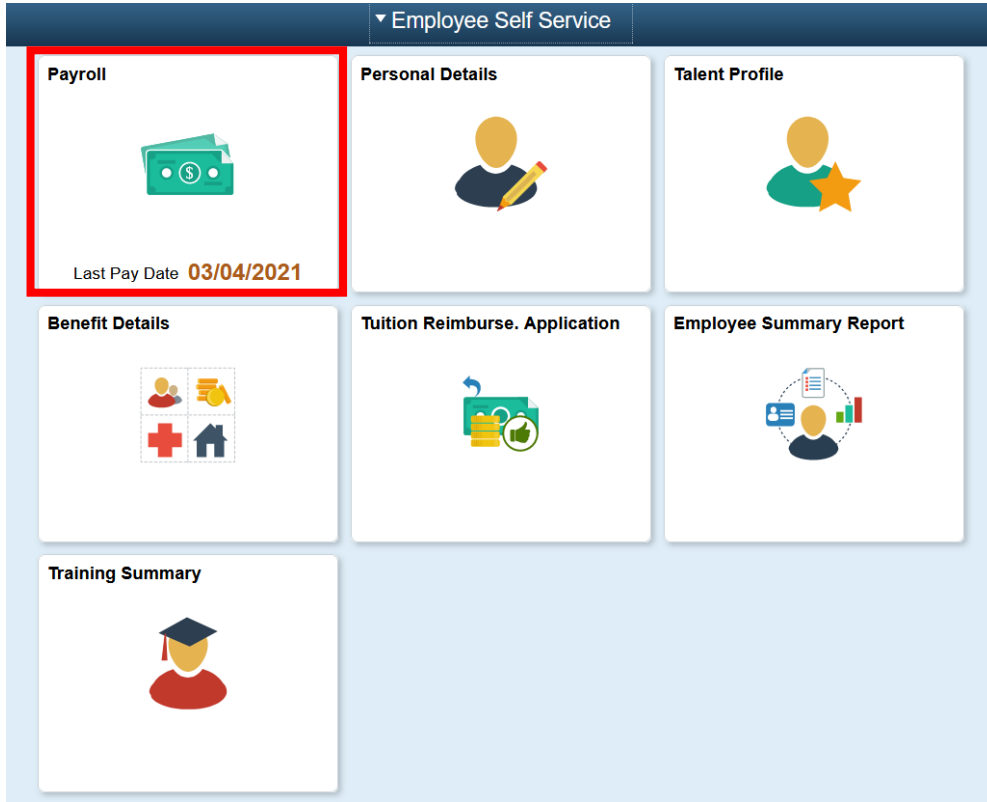 Employee Self Service
Payroll
Personal Details
Talent Profile
$
Last Pay Date 03/04/2021
Benefit Details
Tuition Reimburse. Application
Employee Summary Report
Training Summary